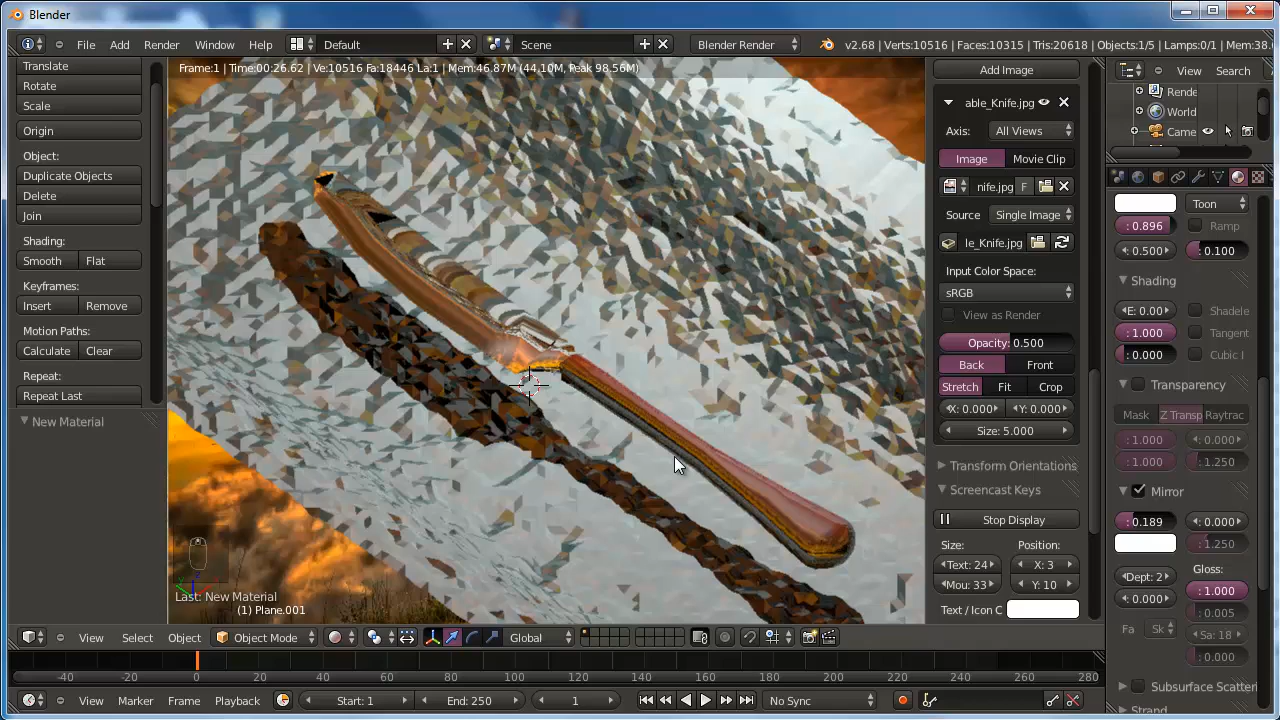 Blender
File Add Render Window Help Default Scene Blender Render v2.68 | Verts:10516 | Faces:10315 | Tris:20618 | Objects:1/5 | Lamps:0/1 | Mem:38.
Frame:1 | Time:00:26.62 | Ve:10516 Fa:18446 La:1 | Mem:46.87M (44.10M, Peak 98.56M)
Translate
Rotate
Scale
Origin
Object:
Duplicate Objects
Delete
Join
Shading:
Smooth Flat
Keyframes:
Insert Remove
Motion Paths:
Calculate Clear
Repeat:
Repeat Last
New Material
Last: New Material
(1) Plane.001
Add Image
able_Knife.jpg
Axis: All Views
Image Movie Clip
nife.jpg F
Source Single Image
le_Knife.jpg
Input Color Space:
sRGB
View as Render
Opacity: 0.500
Back Front
Stretch Fit Crop
X: 0.000 Y: 0.000
Size: 5.000
Transform Orientations
Screencast Keys
Stop Display
Size: Position:
Text: 24 X: 3
Mou: 33 Y: 10
Text / Icon C
View Search
Rende
World
Came
Toon
: 0.896 Ramp
: 0.500 : 0.100
Shading
E: 0.00 Shadele
: 1.000 Tangent
: 0.000 Cubic I
Transparency
Mask Z Transp Raytrac
: 1.000 : 0.000
: 1.000 : 1.250
Mirror
: 0.189 : 0.000
: 1.250
Dept: 2 Gloss:
: 0.000 : 1.000
: 0.005
Fa Sk Sa: 18
: 0.000
Subsurface Scatteri
Strand
View Select Object Object Mode Global
-40 -20 0 20 40 60 80 100 120 140 160 180 200 220 240 260 280
View Marker Frame Playback Start: 1 End: 250 1 No Sync